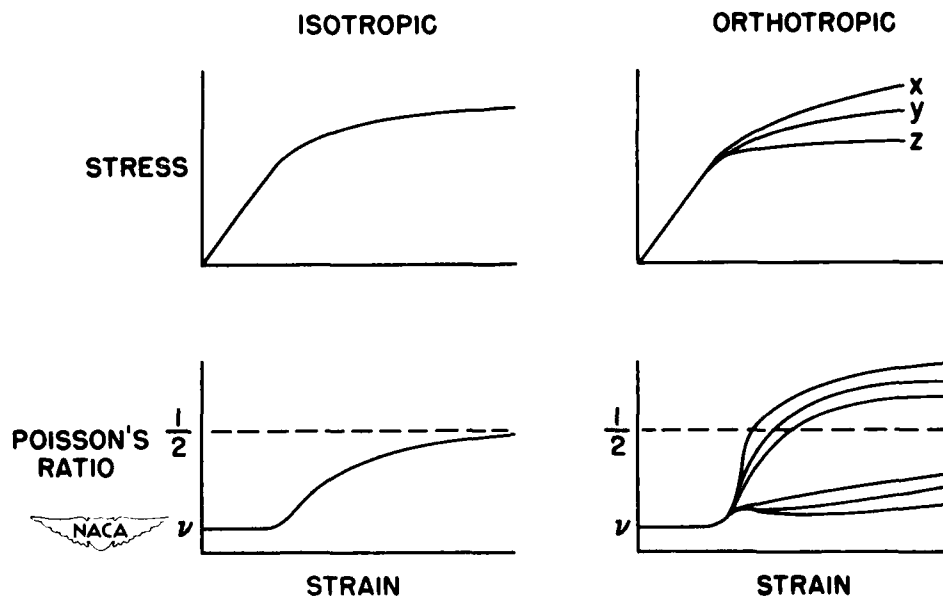 ISOTROPIC
ORTHOTROPIC
STRESS
x
y
z
1/2
POISSON'S
RATIO
ν
NACA
STRAIN
1/2
ν
STRAIN